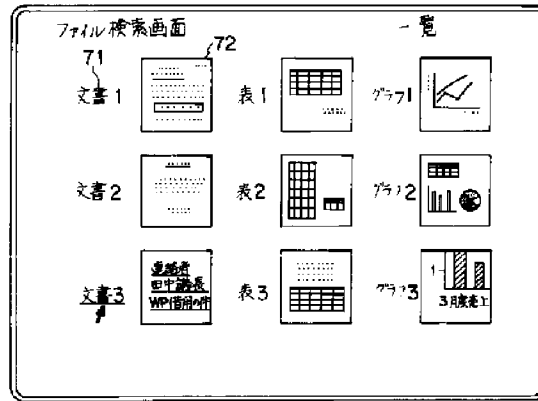 ファイル検索画面 一覧
71 72
文書1 表1 グラフ1
文書2 表2 グラフ2
連絡者
田中議長
WP借用の件
文書3 表3 グラフ3
3月度売上